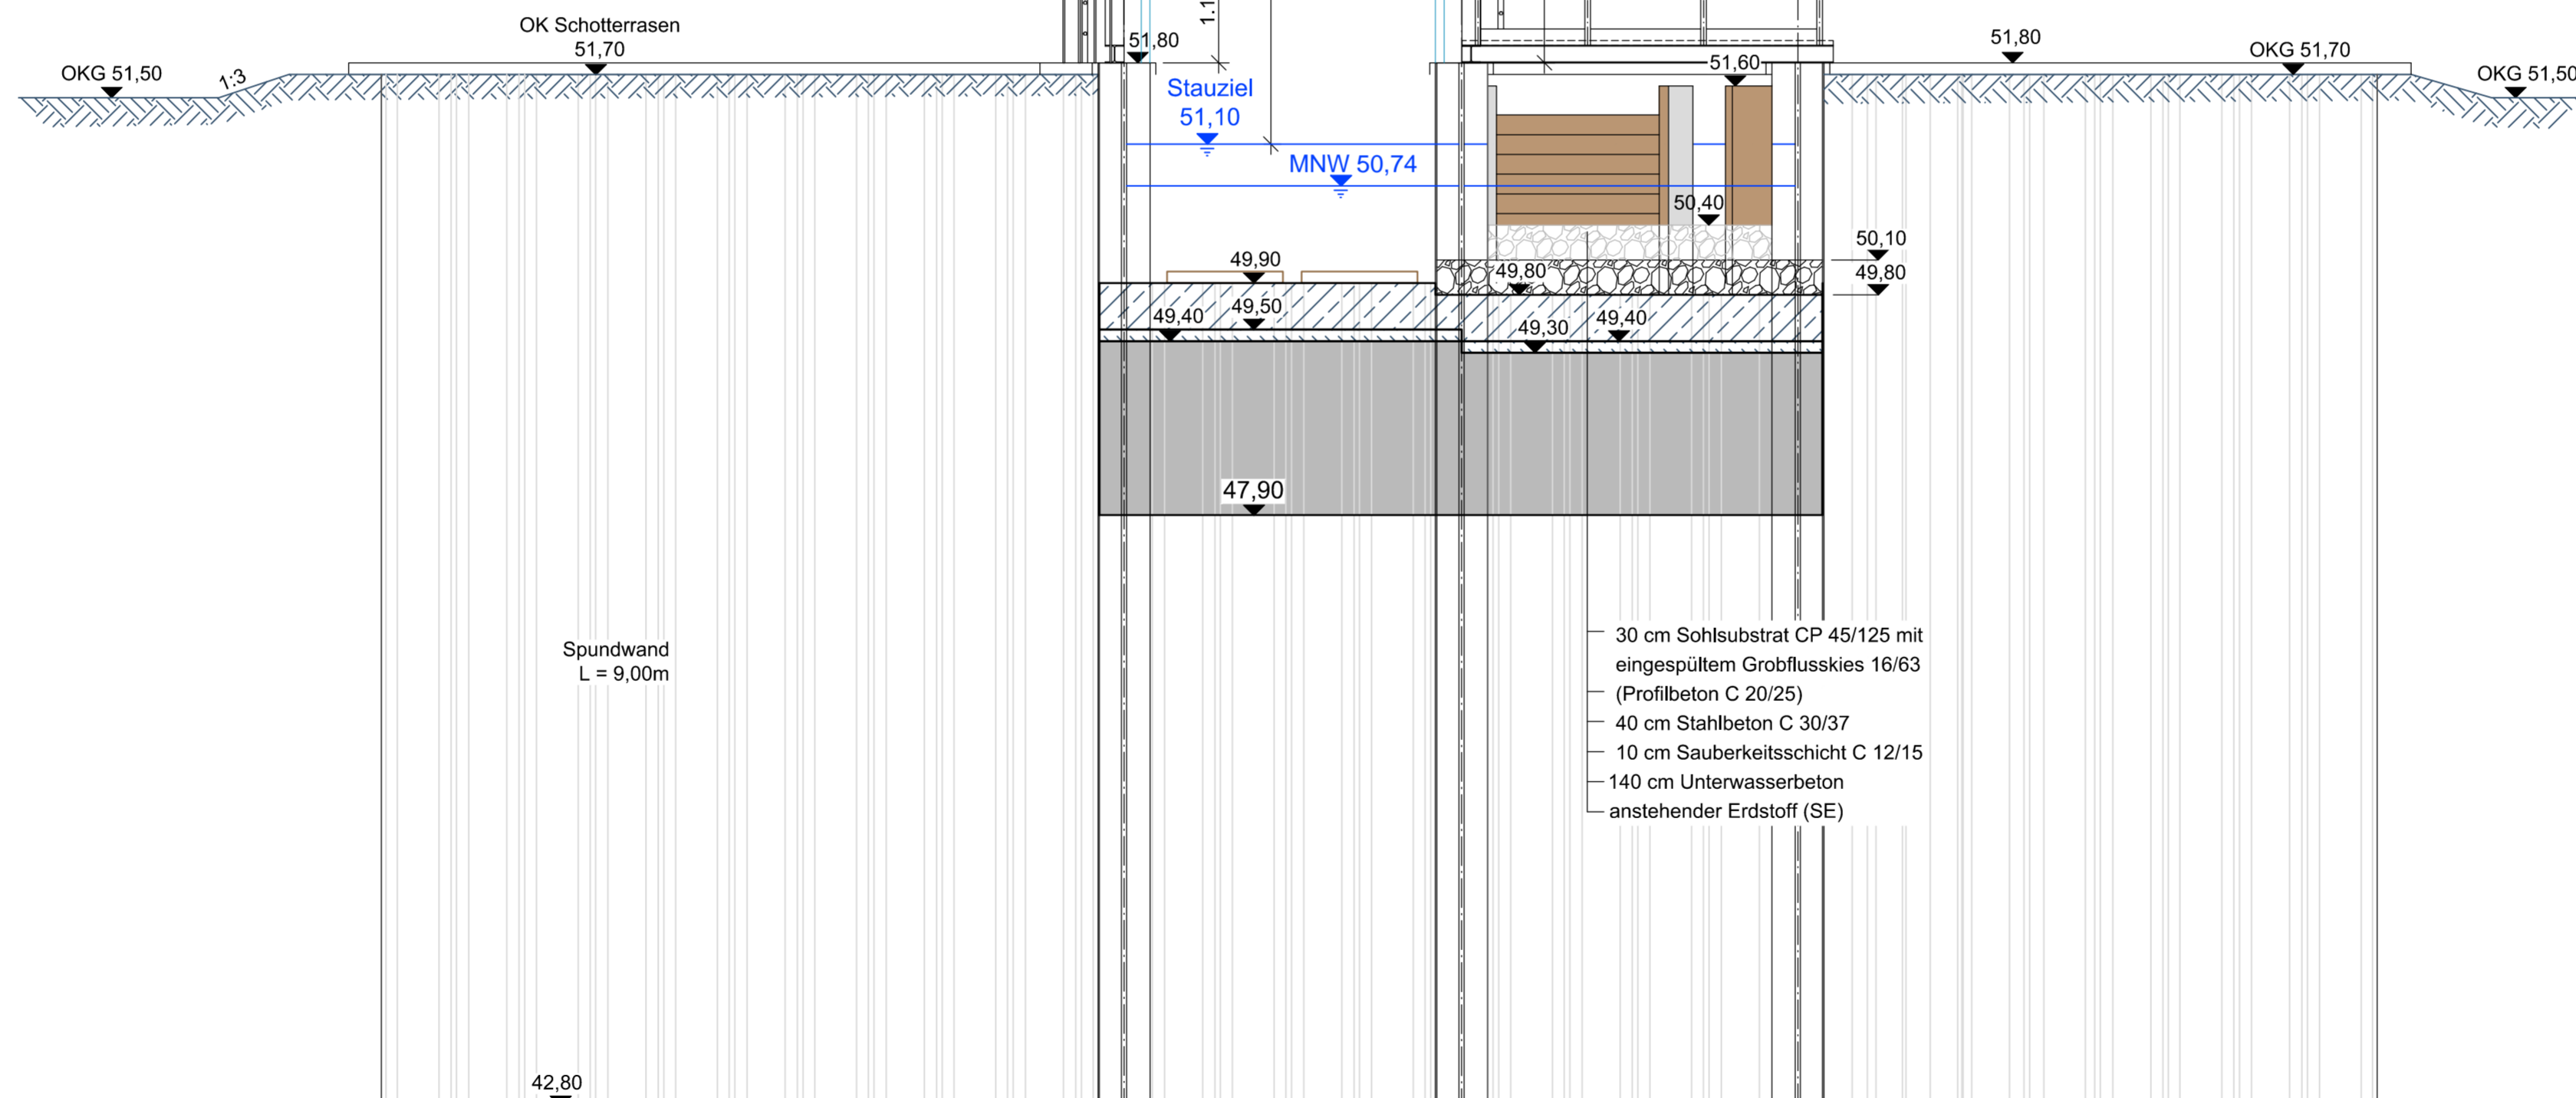 OK Schotterrasen
51,70
OKG 51,50
1:3
51,80
1.1
Stauziel
51,10
MNW 50,74
51,60
51,80
OKG 51,70
OKG 51,50
50,40
50,10
49,80
49,80
49,90
49,50
49,40
49,30
49,40
47,90
Spundwand
L = 9,00m
30 cm Sohlsubstrat CP 45/125 mit
eingespültem Grobflusskies 16/63
(Profilbeton C 20/25)
40 cm Stahlbeton C 30/37
10 cm Sauberkeitsschicht C 12/15
140 cm Unterwasserbeton
anstehender Erdstoff (SE)
42,80